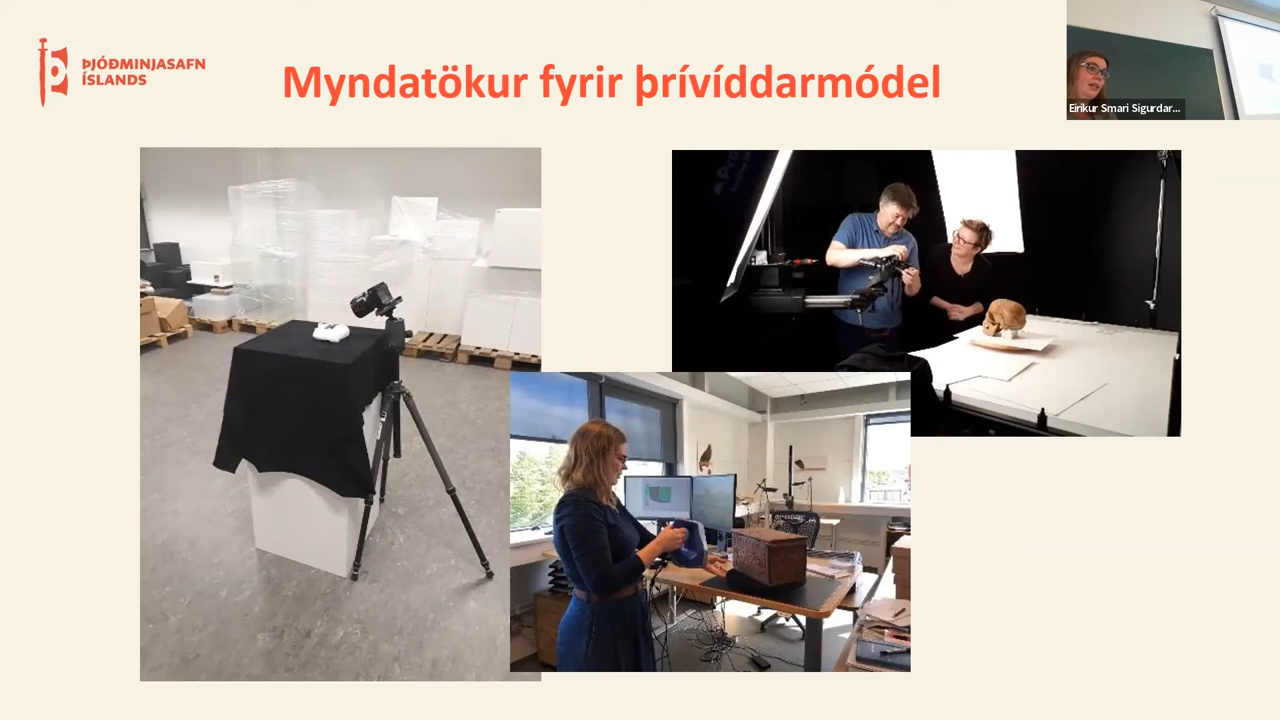 ÞJÓÐMINJASAFN
ÍSLANDS
Myndatökur fyrir þrívíddarmódel
Eirikur Smari Sigurdar...